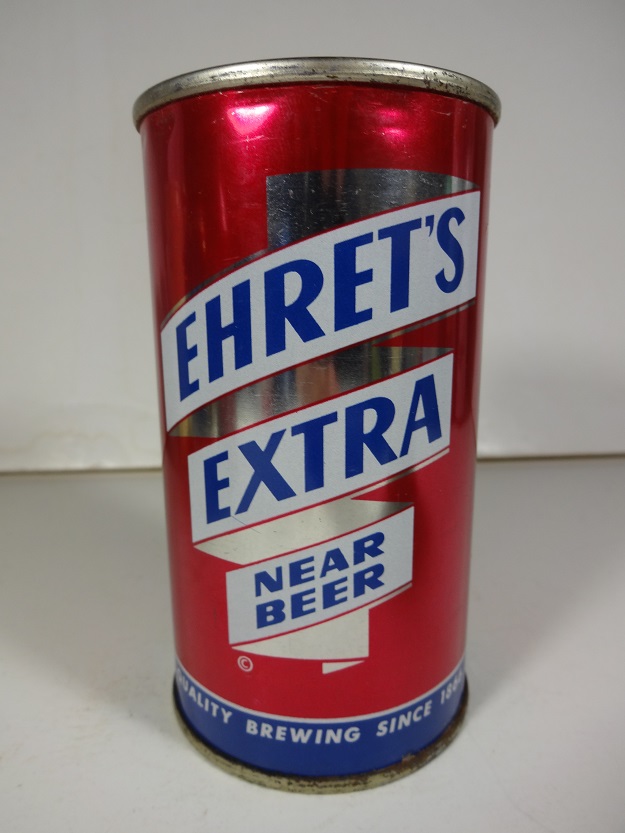 EHRET'S
EXTRA
NEAR
BEER
©
QUALITY BREWING SINCE